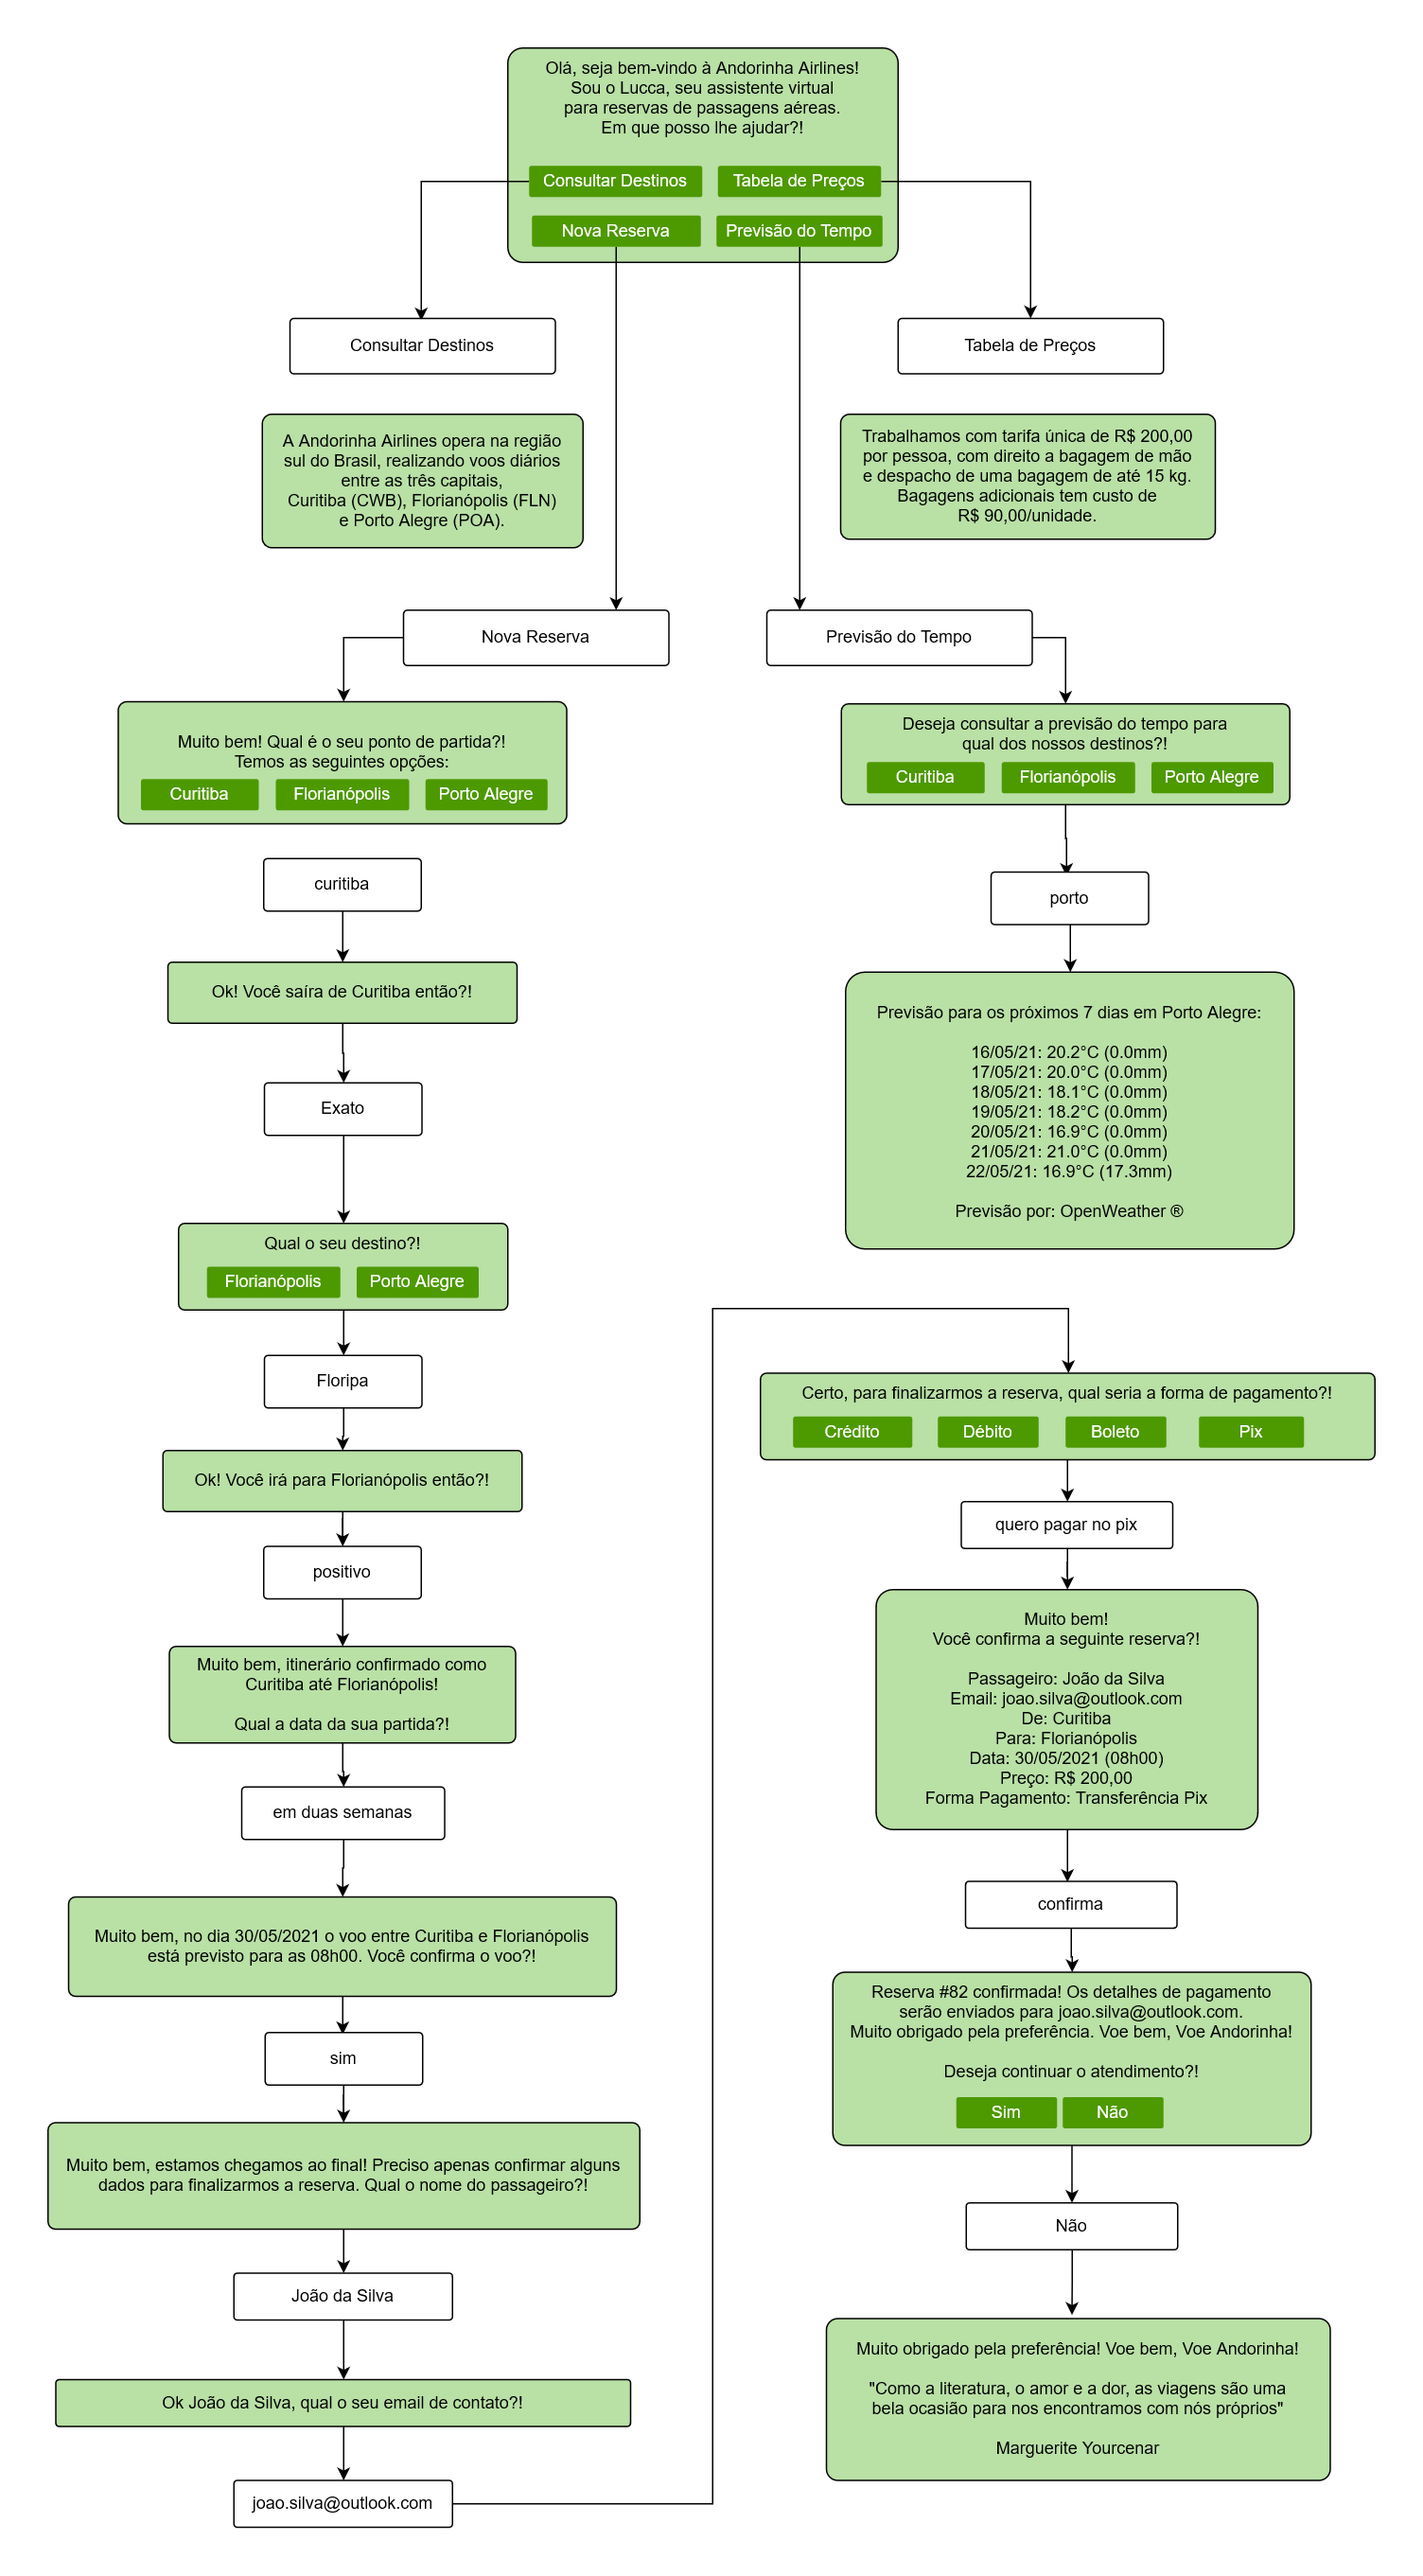 Olá, seja bem-vindo à Andorinha Airlines!
Sou o Lucca, seu assistente virtual
para reservas de passagens aéreas.
Em que posso lhe ajudar?!
Consultar Destinos
Tabela de Preços
Nova Reserva
Previsão do Tempo
Consultar Destinos
Tabela de Preços
A Andorinha Airlines opera na região
sul do Brasil, realizando voos diários
entre as três capitais,
Curitiba (CWB), Florianópolis (FLN)
e Porto Alegre (POA).
Trabalhamos com tarifa única de R$ 200,00
por pessoa, com direito a bagagem de mão
e despacho de uma bagagem de até 15 kg.
Bagagens adicionais tem custo de
R$ 90,00/unidade.
Nova Reserva
Previsão do Tempo
Muito bem! Qual é o seu ponto de partida?!
Temos as seguintes opções:
Curitiba
Florianópolis
Porto Alegre
curitiba
Ok! Você saíra de Curitiba então?!
Exato
Qual o seu destino?!
Florianópolis
Porto Alegre
Floripa
Ok! Você irá para Florianópolis então?!
positivo
Muito bem, itinerário confirmado como
Curitiba até Florianópolis!
Qual a data da sua partida?!
em duas semanas
Muito bem, no dia 30/05/2021 o voo entre Curitiba e Florianópolis
está previsto para as 08h00. Você confirma o voo?!
sim
Muito bem, estamos chegamos ao final! Preciso apenas confirmar alguns
dados para finalizarmos a reserva. Qual o nome do passageiro?!
João da Silva
Ok João da Silva, qual o seu email de contato?!
joao.silva@outlook.com
Deseja consultar a previsão do tempo para
qual dos nossos destinos?!
Curitiba
Florianópolis
Porto Alegre
porto
Previsão para os próximos 7 dias em Porto Alegre:
16/05/21: 20.2°C (0.0mm)
17/05/21: 20.0°C (0.0mm)
18/05/21: 18.1°C (0.0mm)
19/05/21: 18.2°C (0.0mm)
20/05/21: 16.9°C (0.0mm)
21/05/21: 21.0°C (0.0mm)
22/05/21: 16.9°C (17.3mm)
Previsão por: OpenWeather ®
Certo, para finalizarmos a reserva, qual seria a forma de pagamento?!
Crédito
Débito
Boleto
Pix
quero pagar no pix
Muito bem!
Você confirma a seguinte reserva?!
Passageiro: João da Silva
Email: joao.silva@outlook.com
De: Curitiba
Para: Florianópolis
Data: 30/05/2021 (08h00)
Preço: R$ 200,00
Forma Pagamento: Transferência Pix
confirma
Reserva #82 confirmada! Os detalhes de pagamento
serão enviados para joao.silva@outlook.com.
Muito obrigado pela preferência. Voe bem, Voe Andorinha!
Deseja continuar o atendimento?!
Sim
Não
Não
Muito obrigado pela preferência! Voe bem, Voe Andorinha!
"Como a literatura, o amor e a dor, as viagens são uma
bela ocasião para nos encontramos com nós próprios"
Marguerite Yourcenar